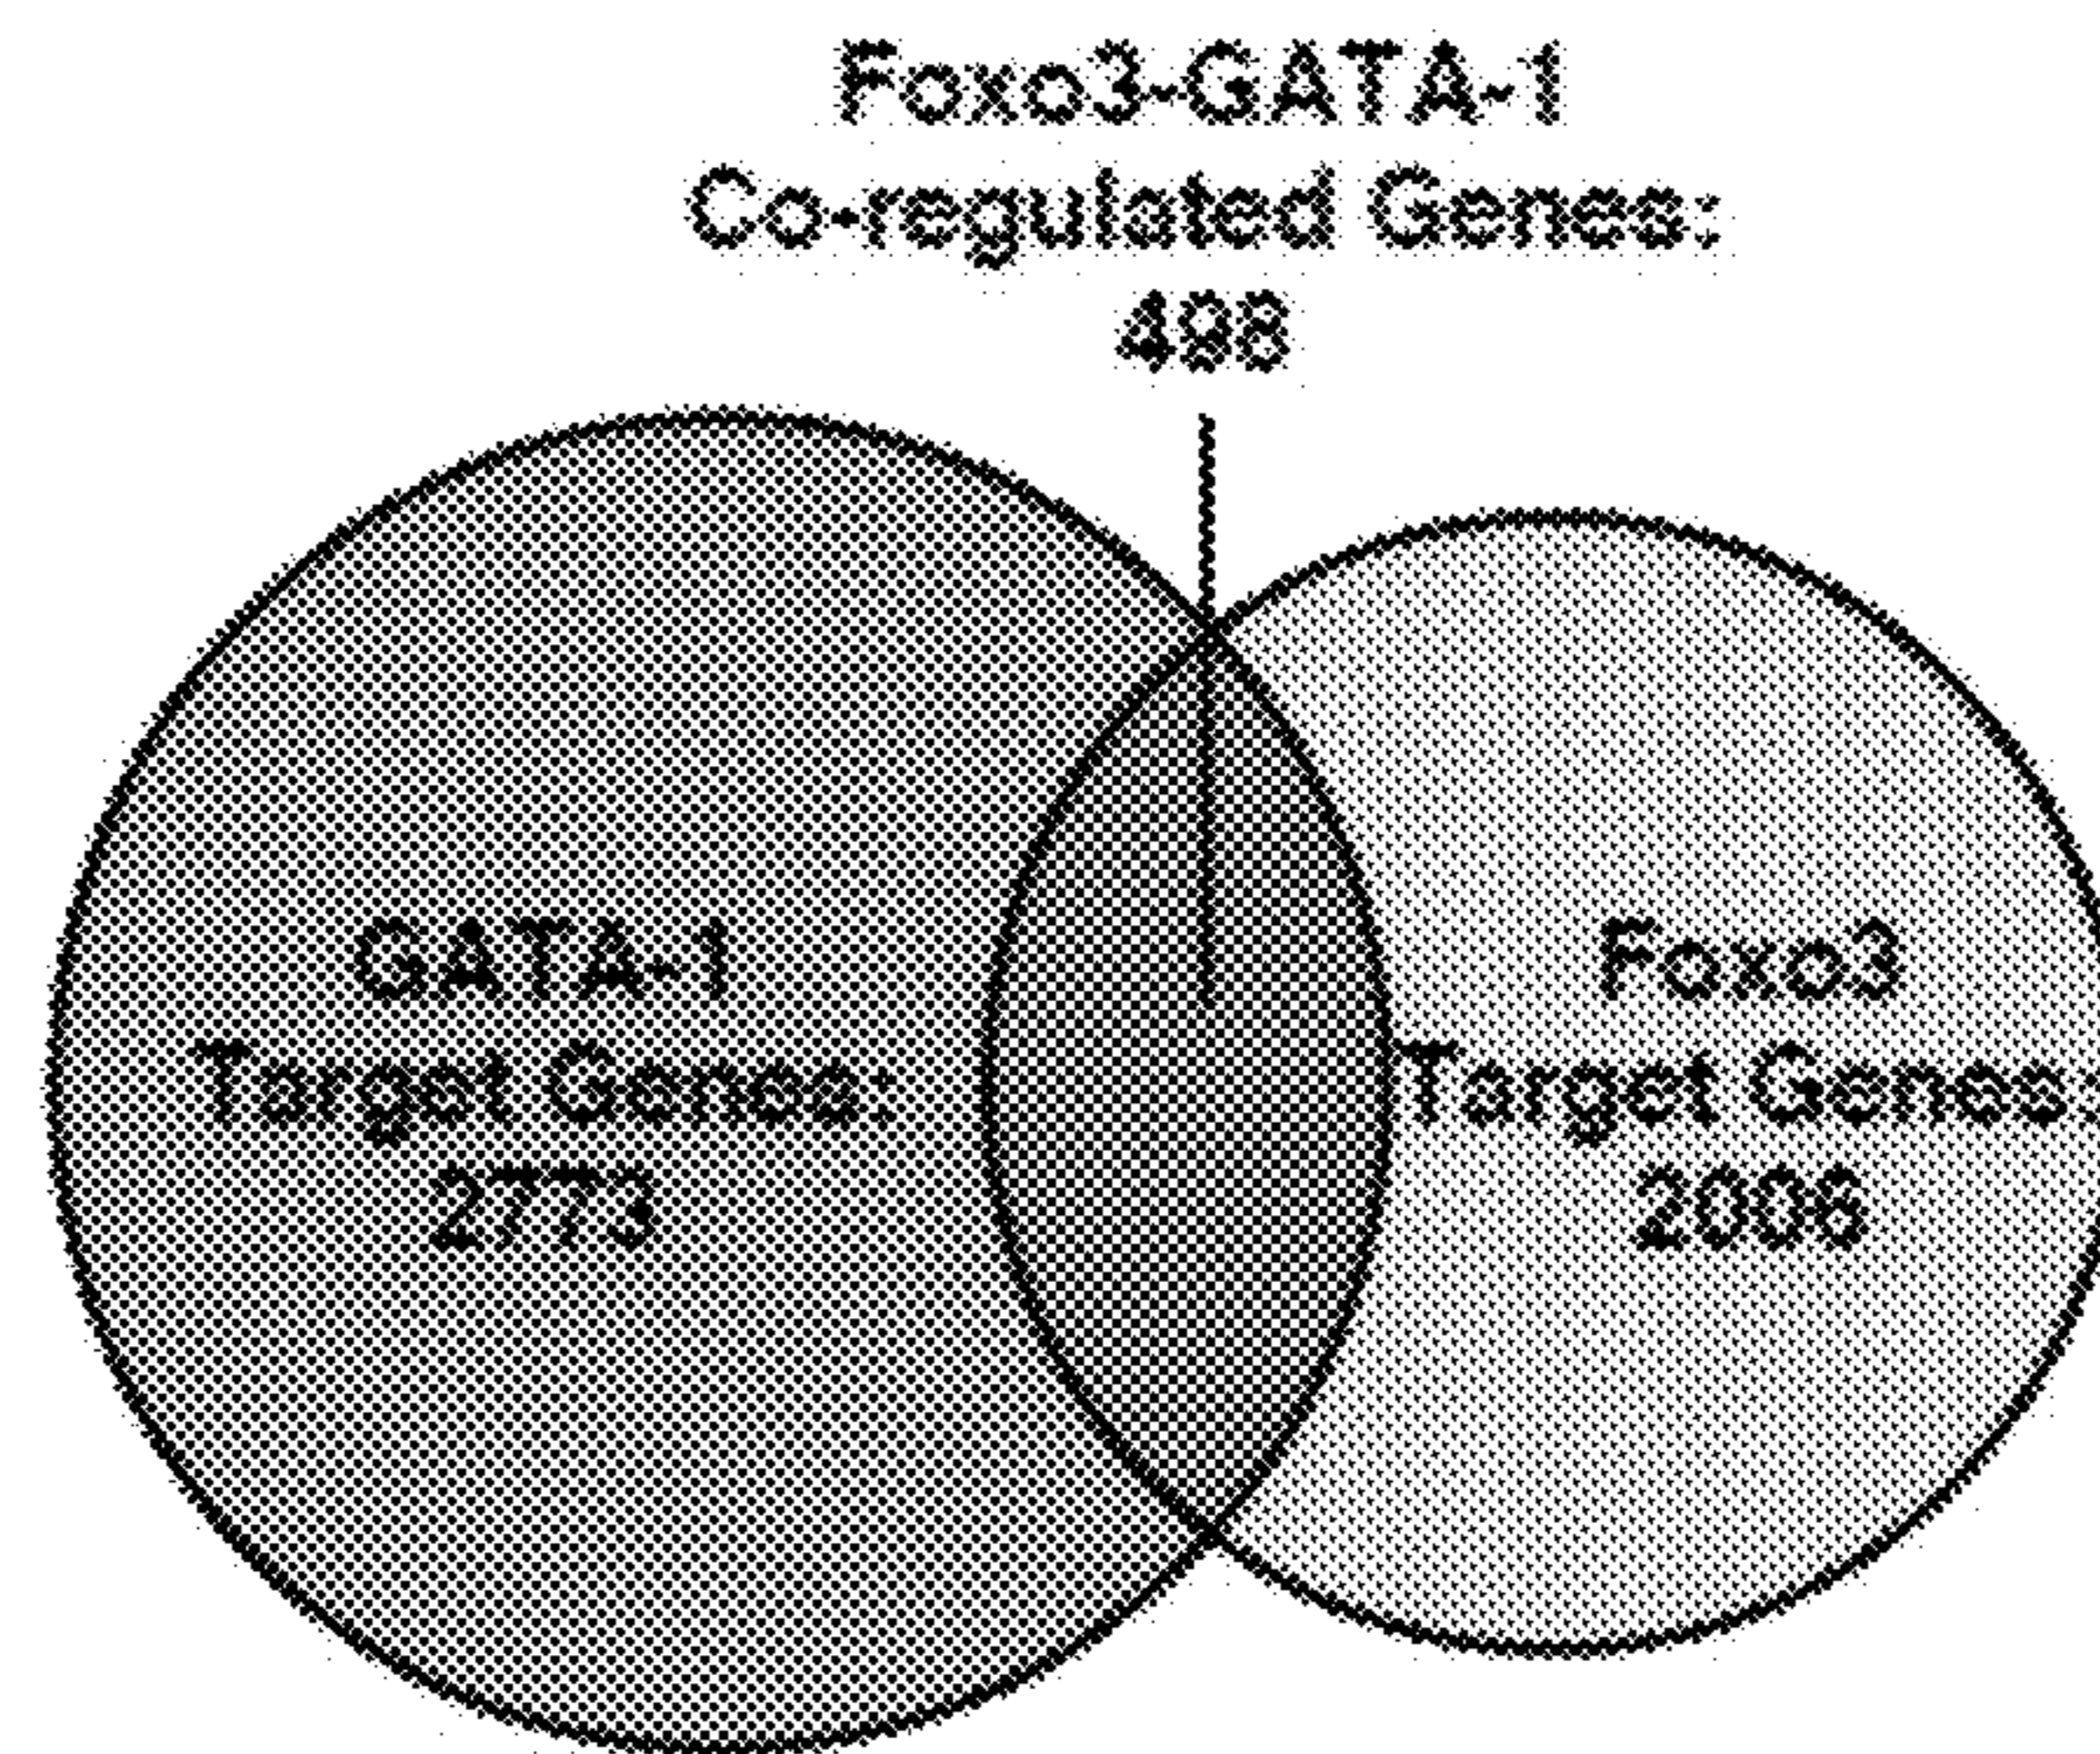 Foxo3-GATA-1
Co-regulated Genes:
498
GATA-1
Target Genes:
2773
Foxo3
Target Genes:
2006